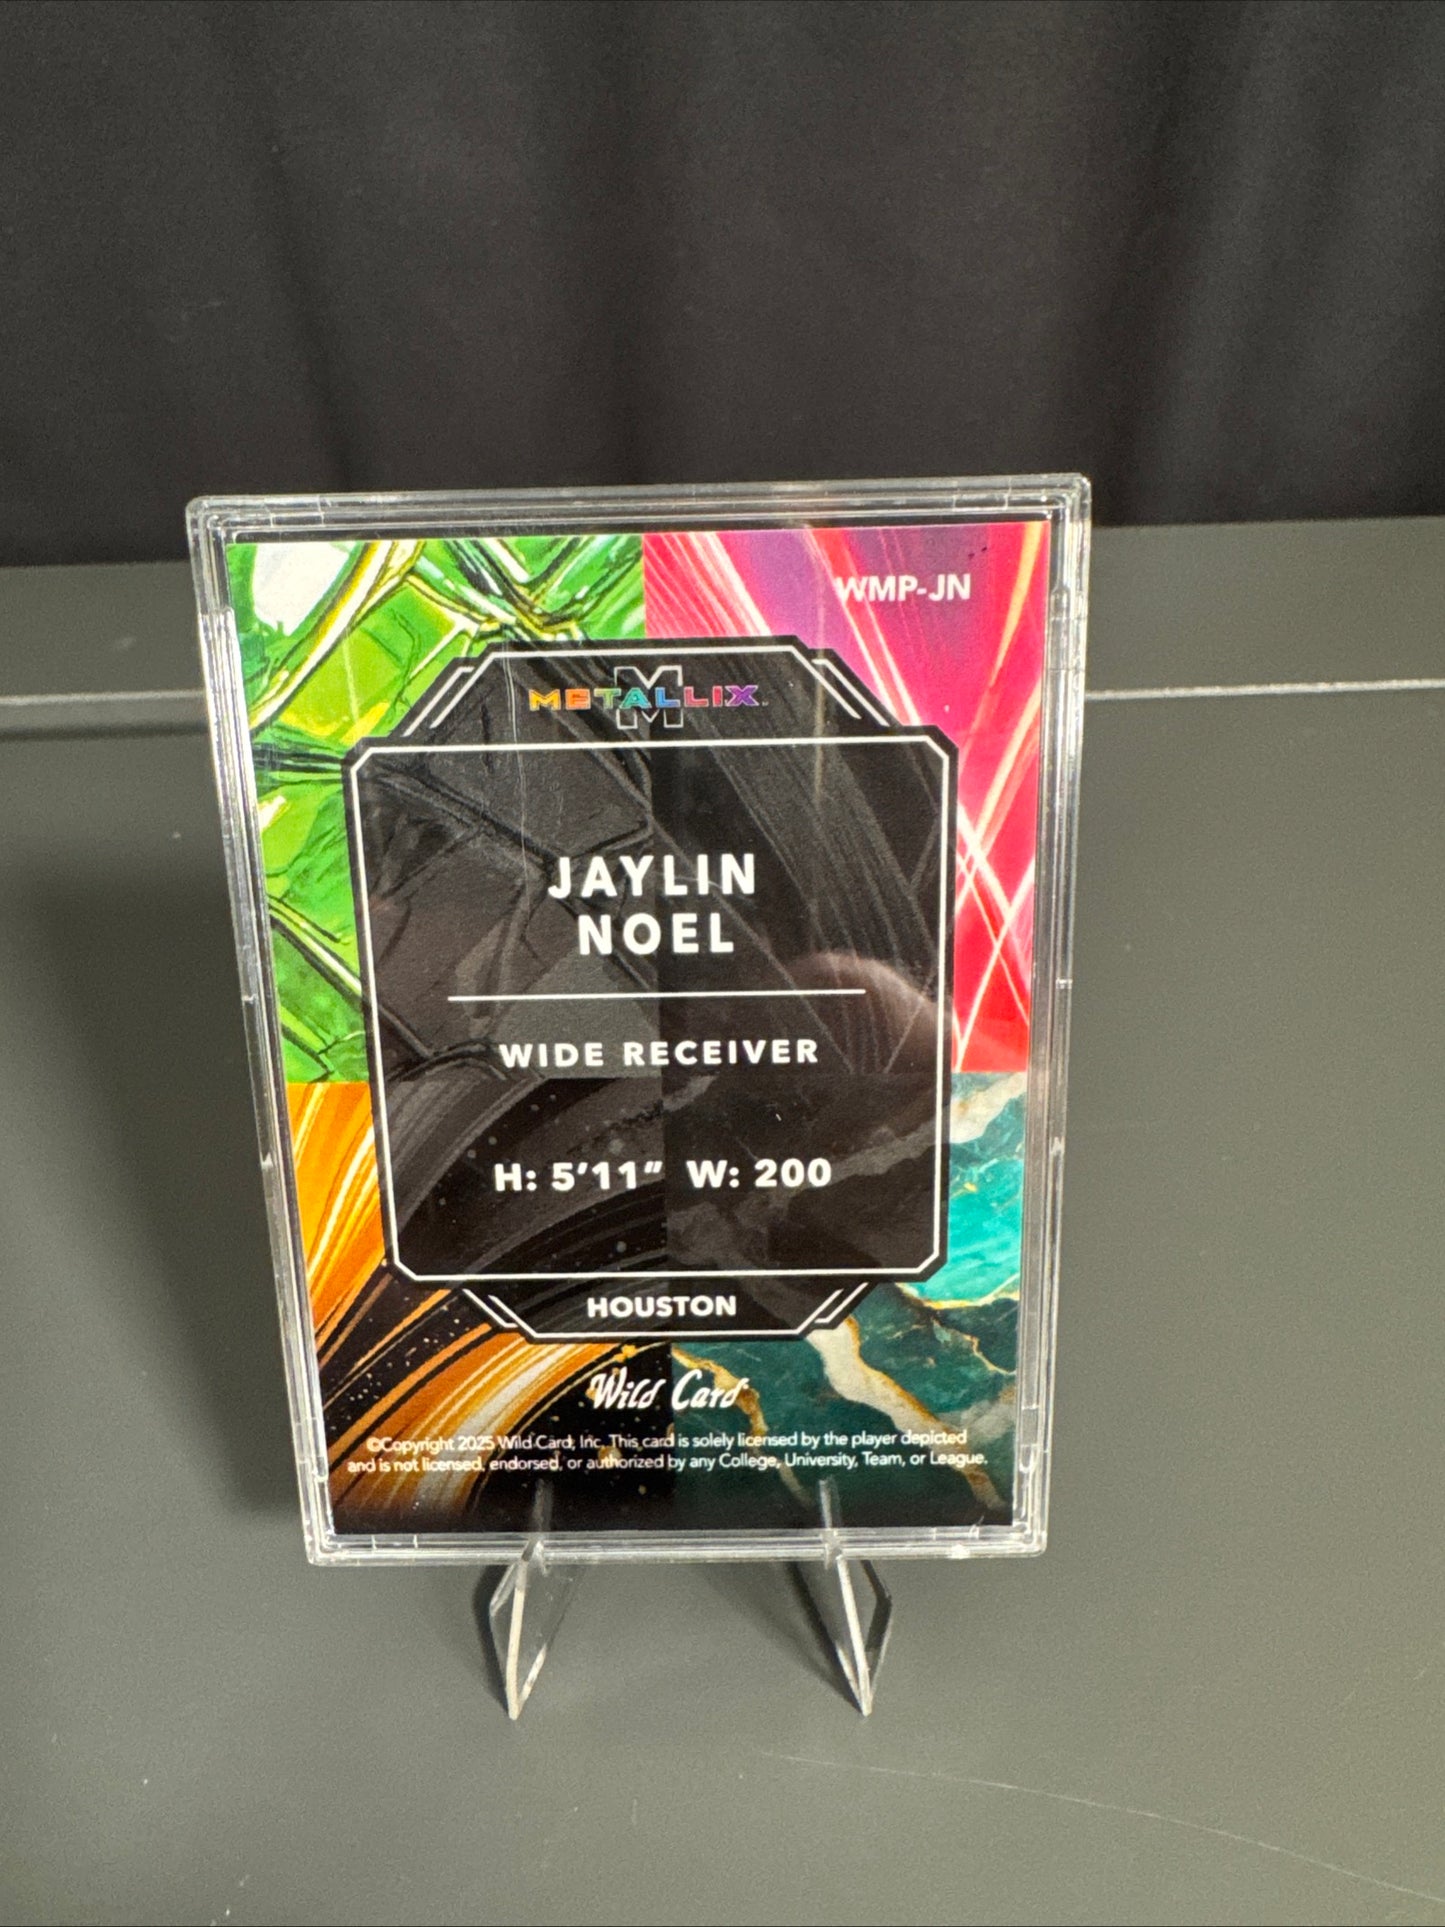 WMP-JN
M
METALLIX
JAYLIN
NOEL
WIDE RECEIVER
H: 5'11" W: 200
HOUSTON
Wild Card
©Copyright 2025 Wild Card, Inc. This card is solely licensed by the player depicted
and is not licensed, endorsed, or authorized by any College, University, Team, or League.